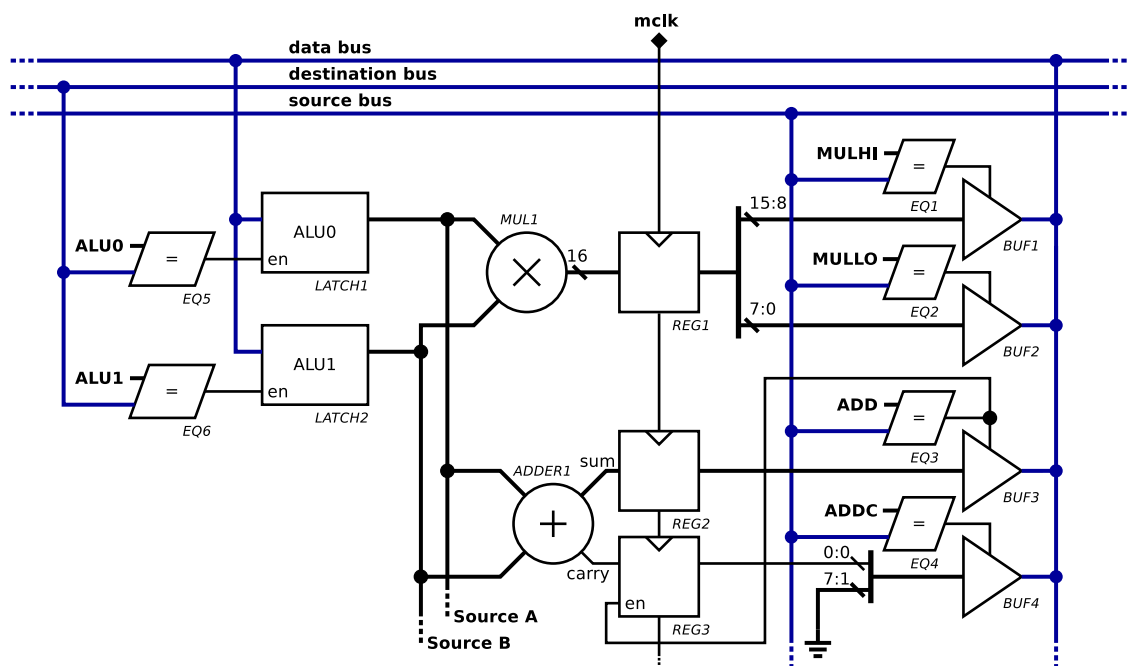 mclk
data bus
destination bus
source bus
MULHI
=
EQ1
15:8
BUF1
MUL1
ALU0
ALU0
=
en
EQ5
LATCH1
16
REG1
MULLO
=
EQ2
7:0
BUF2
ALU1
ALU1
=
en
EQ6
LATCH2
ADD
=
EQ3
BUF3
ADDER1
sum
REG2
carry
ADDC
=
EQ4
0:0
7:1
BUF4
en
REG3
Source A
Source B